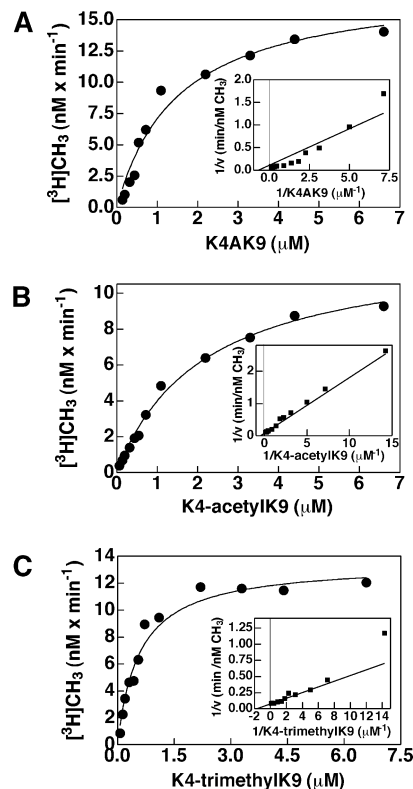 A
[³H]CH₃ (nM x min⁻¹)
15.0
12.5
10.0
7.5
5.0
2.5
0.0
0 1 2 3 4 5 6 7
K4AK9 (μM)
1/v (min/nM CH₃)
2.0
1.5
1.0
0.5
0.0
0.0 2.5 5.0 7.5
1/K4AK9 (μM⁻¹)
B
[³H]CH₃ (nM x min⁻¹)
10
8
6
4
2
0
0 1 2 3 4 5 6 7
K4-acetylK9 (μM)
1/v (min/nM CH₃)
2
1
0
0 5 10 15
1/K4-acetylK9 (μM⁻¹)
C
[³H]CH₃ (nM x min⁻¹)
14
12
10
8
6
4
2
0
0.0 1.5 3.0 4.5 6.0 7.5
K4-trimethylK9 (μM)
1/v (min /nM CH₃)
1.25
1.00
0.75
0.50
0.25
0.00
-2 0 2 4 6 8 10 12 14
1/K4-trimethylK9 (μM⁻¹)